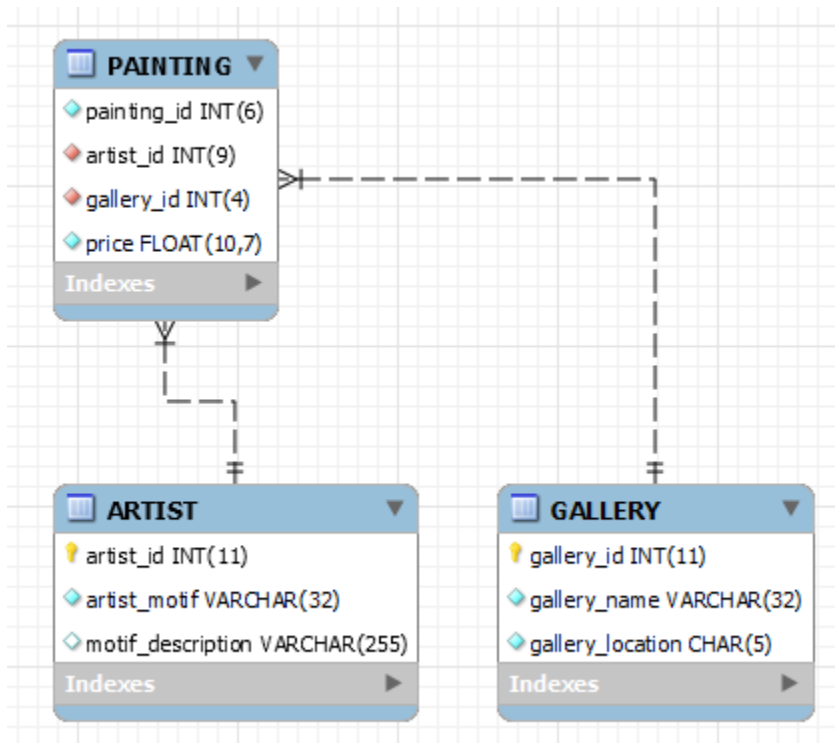 PAINTING
painting_id INT(6)
artist_id INT(9)
gallery_id INT(4)
price FLOAT(10,7)
Indexes
ARTIST
artist_id INT(11)
artist_motif VARCHAR(32)
motif_description VARCHAR(255)
Indexes
GALLERY
gallery_id INT(11)
gallery_name VARCHAR(32)
gallery_location CHAR(5)
Indexes